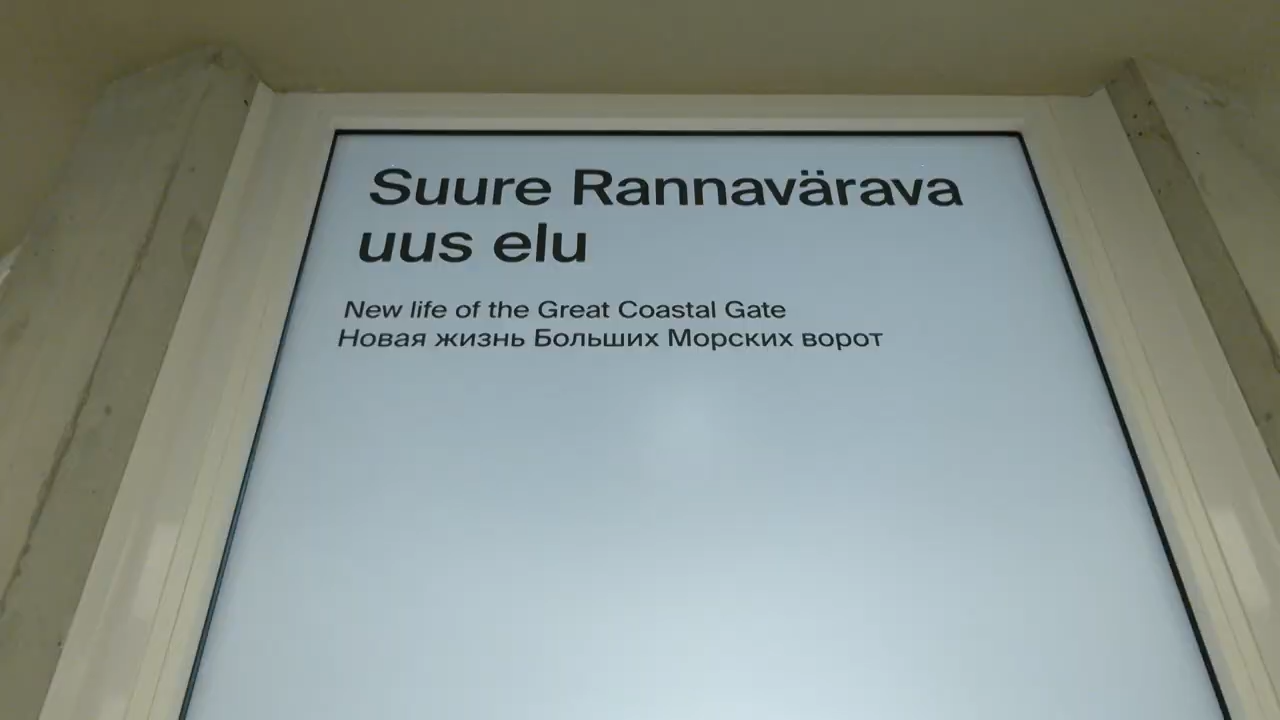 Suure Rannavärava
uus elu
New life of the Great Coastal Gate
Новая жизнь Больших Морских ворот